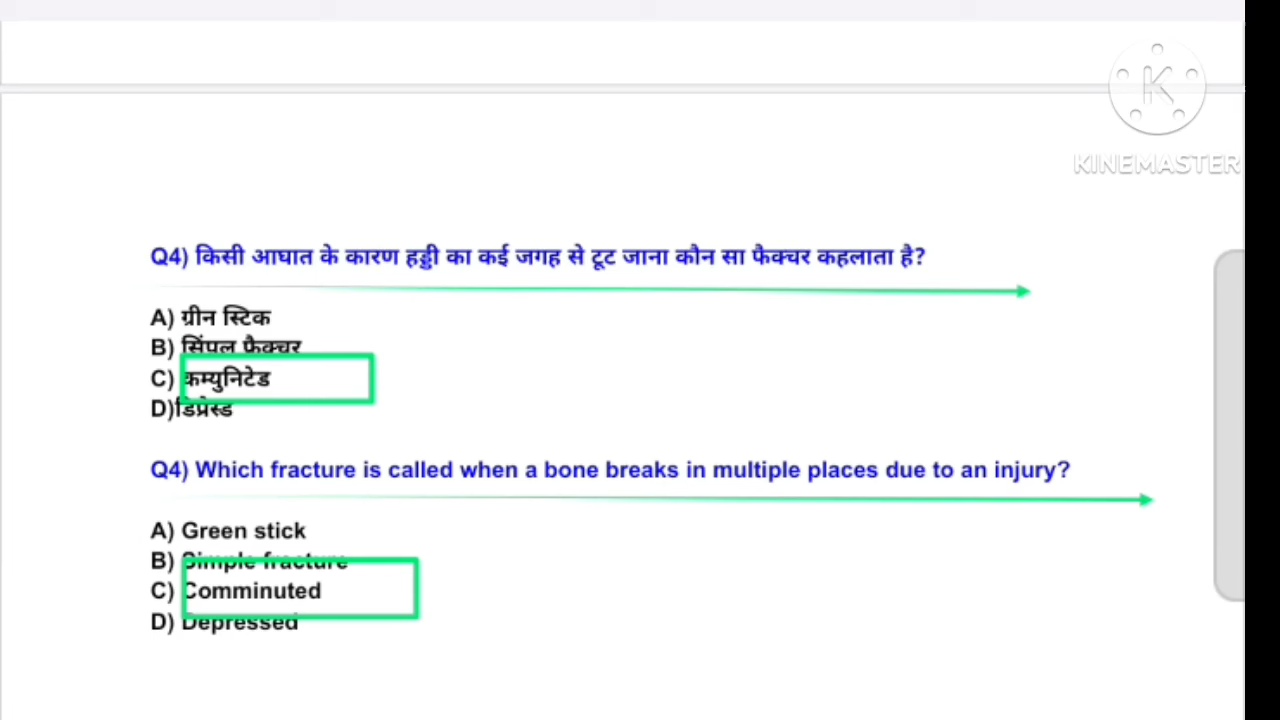 KINEMASTER
Q4) किसी आघात के कारण हड्डी का कई जगह से टूट जाना कौन सा फैक्चर कहलाता है?
A) ग्रीन स्टिक
B) सिंपल फ्रैक्चर
C) कम्युनिटेड
D)डिप्रेस्ड
Q4) Which fracture is called when a bone breaks in multiple places due to an injury?
A) Green stick
B) Simple fracture
C) Comminuted
D) Depressed